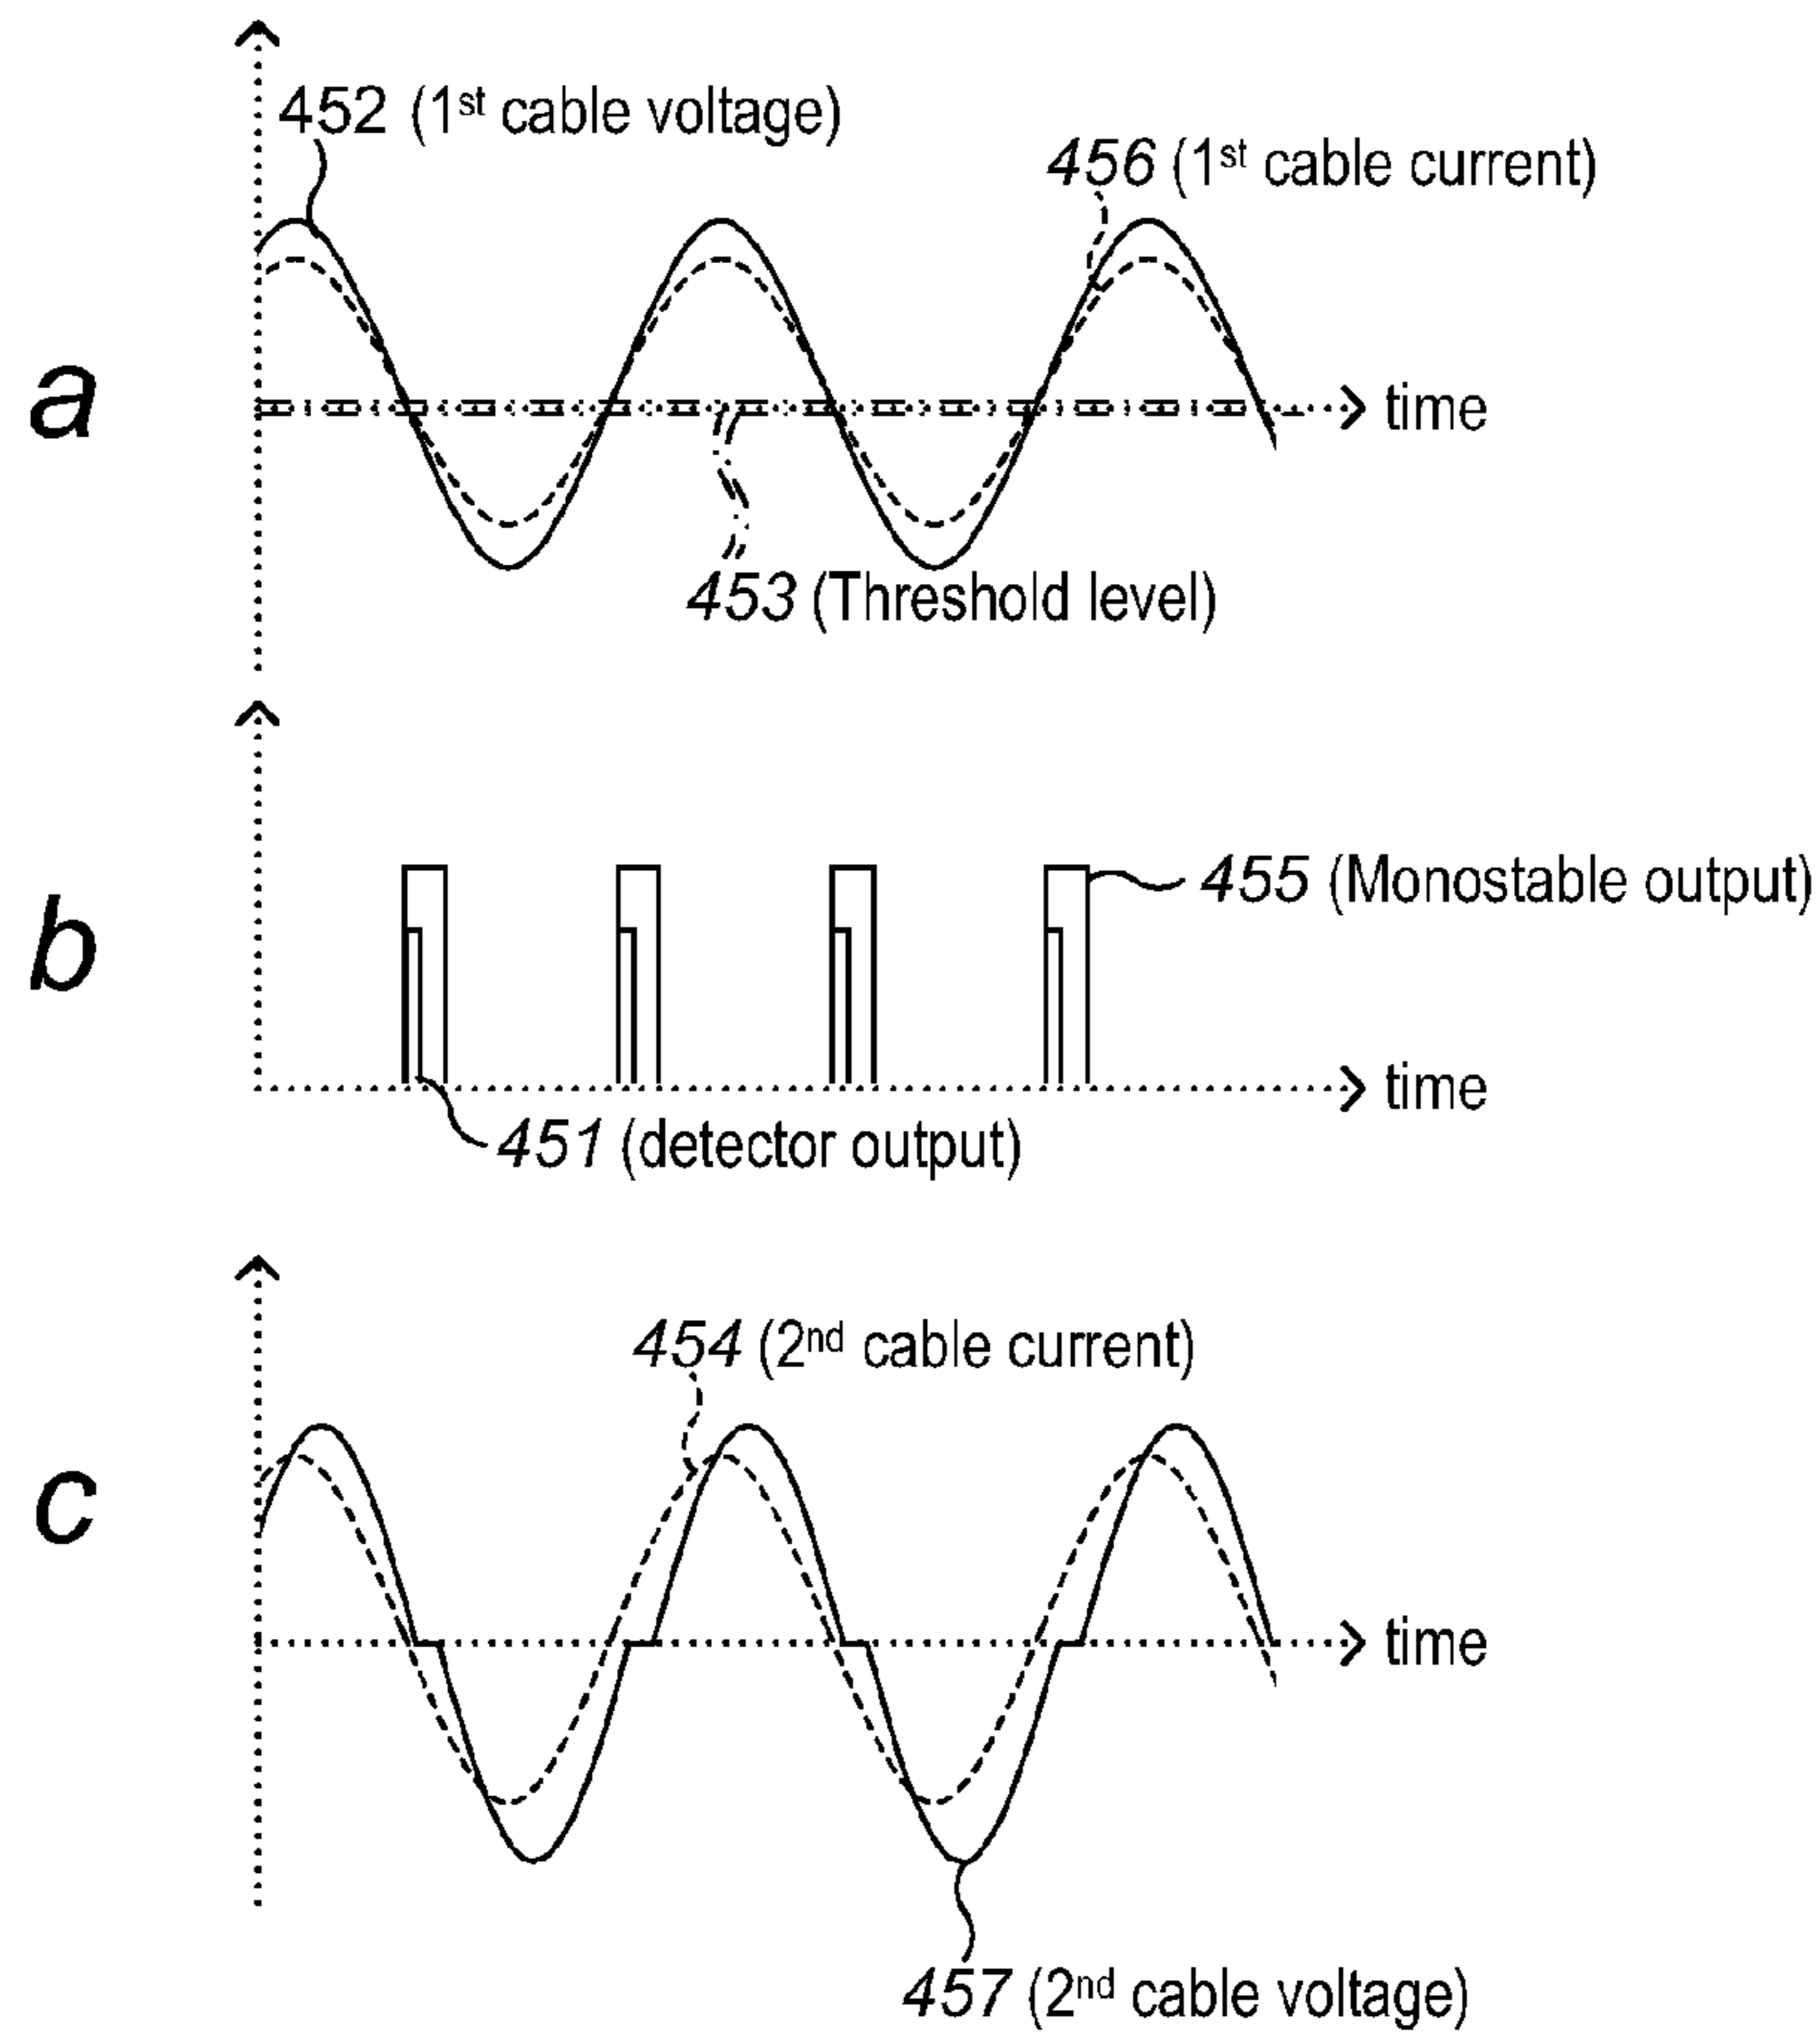 452 (1st cable voltage)
456 (1st cable current)
a
time
453 (Threshold level)
b
455 (Monostable output)
time
451 (detector output)
454 (2nd cable current)
c
time
457 (2nd cable voltage)